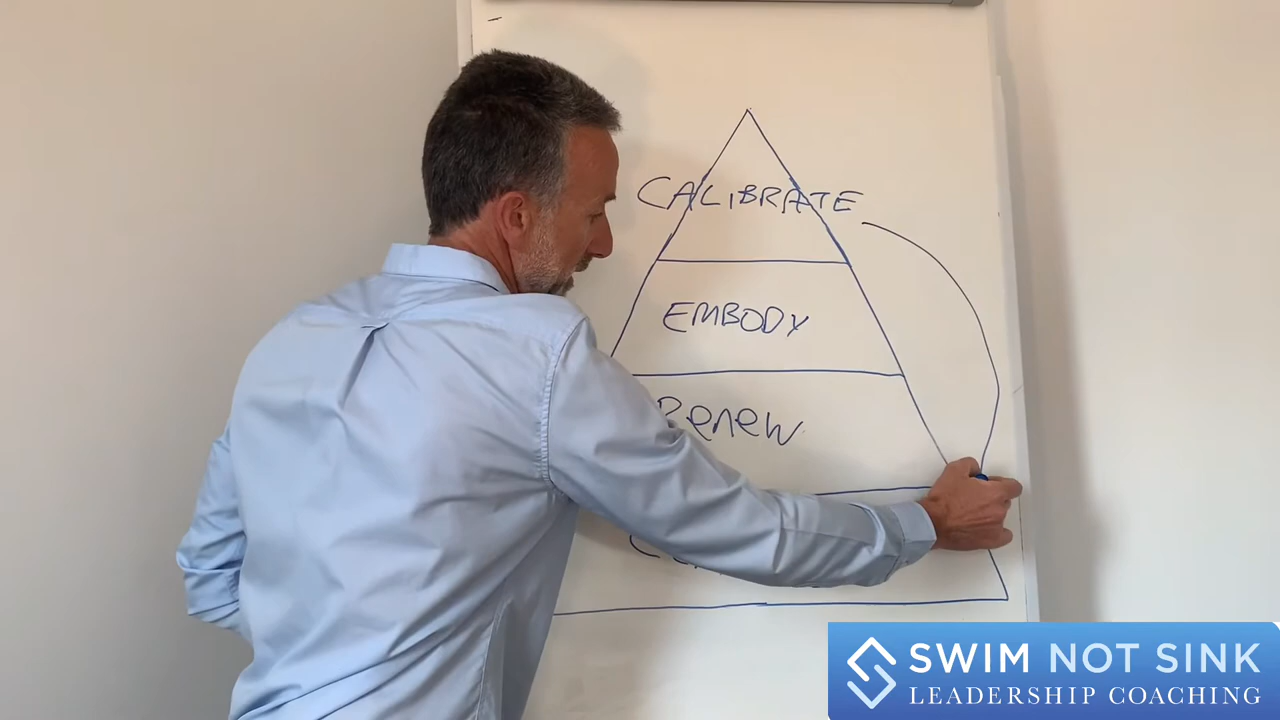 CALIBRATE
EMBODY
Renew
SWIM NOT SINK
LEADERSHIP COACHING